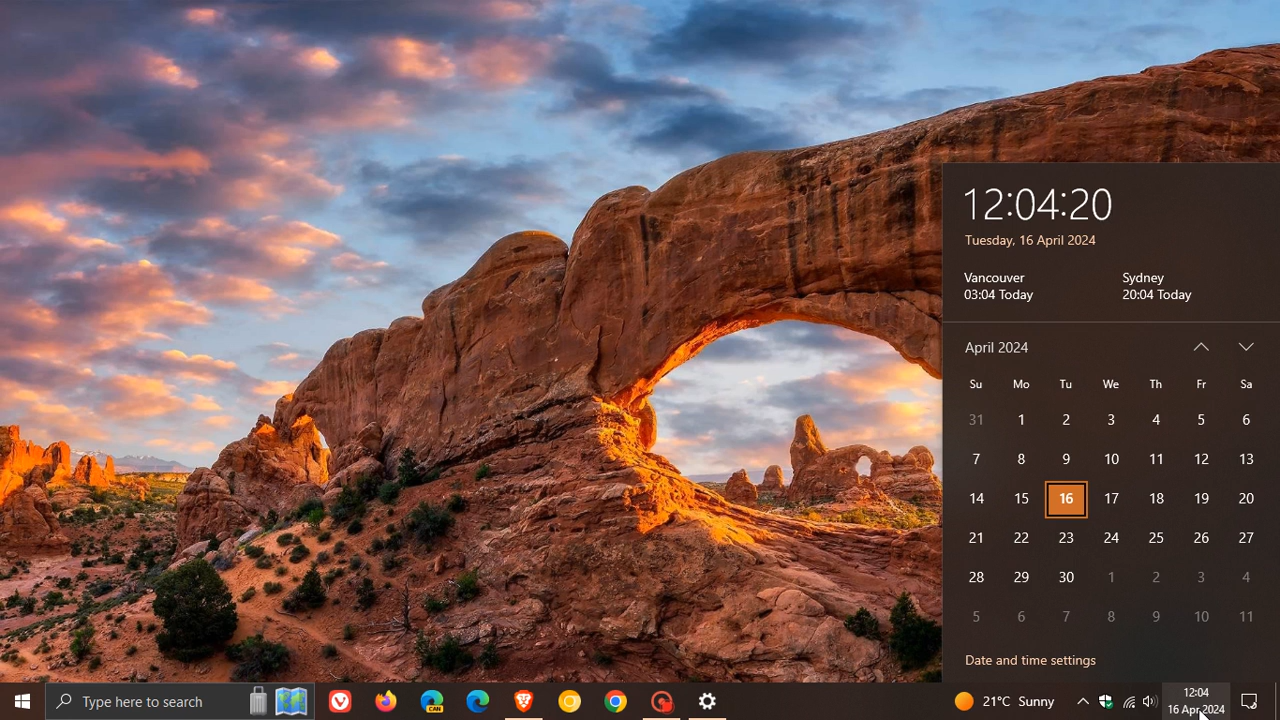 12:04:20
Tuesday, 16 April 2024
Vancouver
03:04 Today
Sydney
20:04 Today
April 2024
Su Mo Tu We Th Fr Sa
31 1 2 3 4 5 6
7 8 9 10 11 12 13
14 15 16 17 18 19 20
21 22 23 24 25 26 27
28 29 30 1 2 3 4
5 6 7 8 9 10 11
Date and time settings
Type here to search
CAN
21°C Sunny
12:04
16 Apr 2024